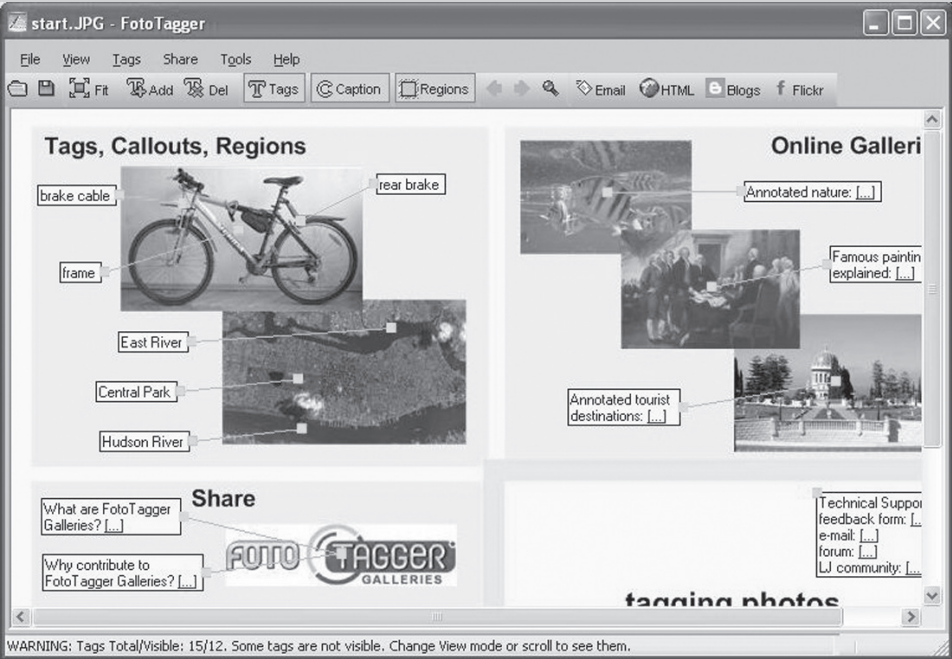 start.JPG - FotoTagger
File View Tags Share Tools Help
Fit Add Del Tags Caption Regions Email HTML Blogs Flickr
Tags, Callouts, Regions
brake cable
rear brake
frame
East River
Central Park
Hudson River
Online Galleri
Annotated nature: [...]
Famous paintin
explained: [...]
Annotated tourist
destinations: [...]
Share
What are FotoTagger
Galleries? [...]
Why contribute to
FotoTagger Galleries? [...]
FOTO TAGGER
GALLERIES
Technical Suppor
feedback form: [..
e-mail: [...]
forum: [...]
LJ community: [...
tagging photos
WARNING: Tags Total/Visible: 15/12. Some tags are not visible. Change View mode or scroll to see them.